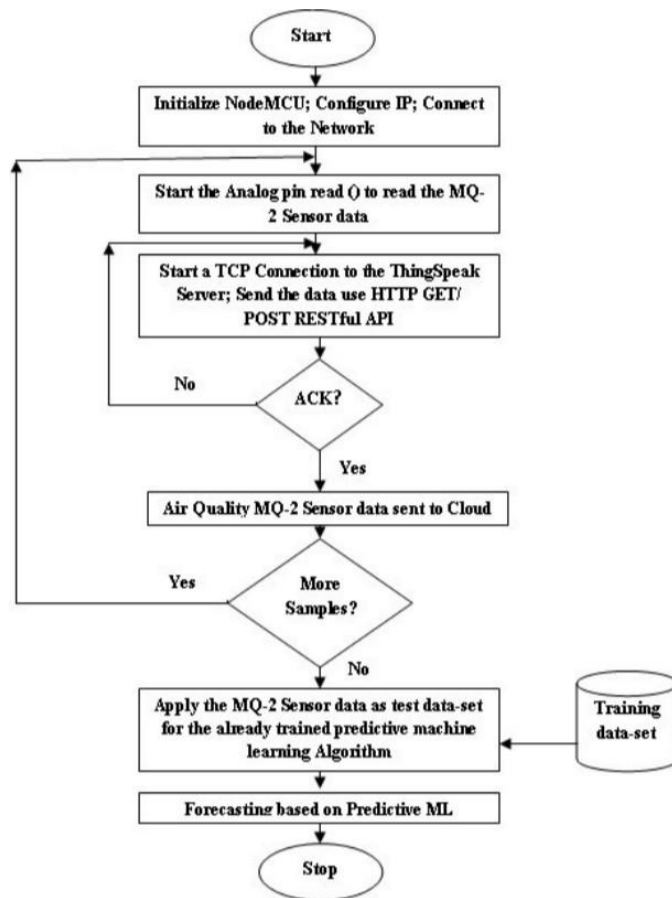 Start
Initialize NodeMCU; Configure IP; Connect
to the Network
Start the Analog pin read () to read the MQ-
2 Sensor data
Start a TCP Connection to the ThingSpeak
Server; Send the data use HTTP GET/
POST RESTful API
No
ACK?
Yes
Air Quality MQ-2 Sensor data sent to Cloud
Yes
More
Samples?
No
Apply the MQ-2 Sensor data as test data-set
for the already trained predictive machine
learning Algorithm
Training
data-set
Forecasting based on Predictive ML
Stop